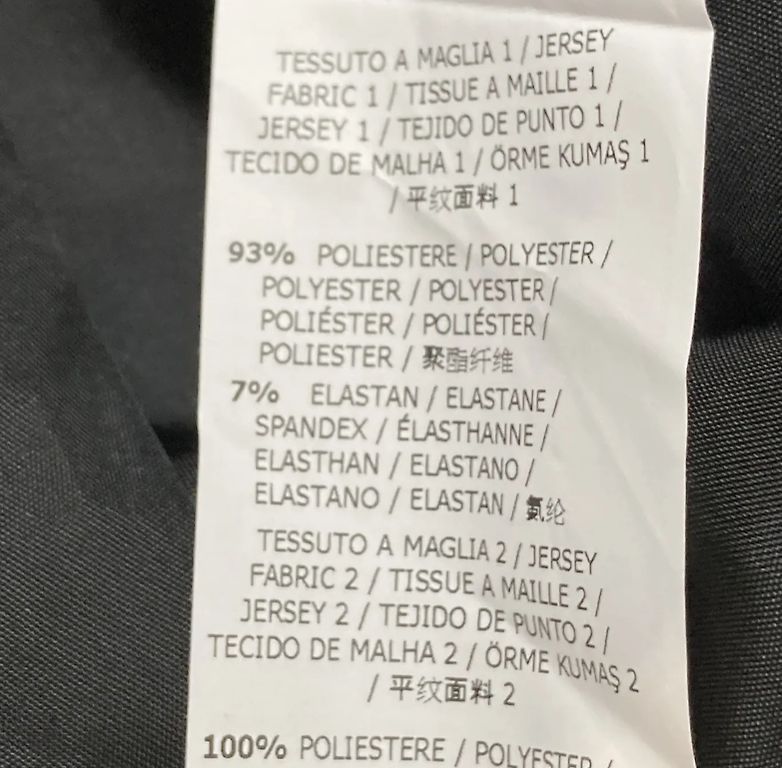 TESSUTO A MAGLIA 1 / JERSEY
FABRIC 1 / TISSUE A MAILLE 1 /
JERSEY 1 / TEJIDO DE PUNTO 1 /
TECIDO DE MALHA 1 / ÖRME KUMAŞ 1
/ 平纹面料 1
93% POLIESTERE / POLYESTER /
POLYESTER / POLYESTER /
POLIÉSTER / POLIÉSTER /
POLIESTER / 聚酯纤维
7% ELASTAN / ELASTANE /
SPANDEX / ÉLASTHANNE /
ELASTHAN / ELASTANO /
ELASTANO / ELASTAN / 氨纶
TESSUTO A MAGLIA 2 / JERSEY
FABRIC 2 / TISSUE A MAILLE 2 /
JERSEY 2 / TEJIDO DE PUNTO 2 /
TECIDO DE MALHA 2 / ÖRME KUMAŞ 2
/ 平纹面料 2
100% POLIESTERE / POLYESTER /